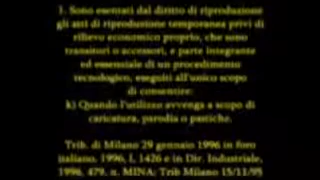 1. Sono esentati dal diritto di riproduzione
gli atti di riproduzione temporanea privi di
rilievo economico proprio, che sono
transitori o accessori, e parte integrante
ed essenziale di un procedimento
tecnologico, eseguiti all'unico scopo
di consentire:
k) Quando l'utilizzo avvenga a scopo di
caricatura, parodia o pastiche.
Trib. di Milano 29 gennaio 1996 in foro
italiano, 1996, I, 1426 e in Dir. Industriale,
1996, 479, n. MINA; Trib Milano 15/11/95